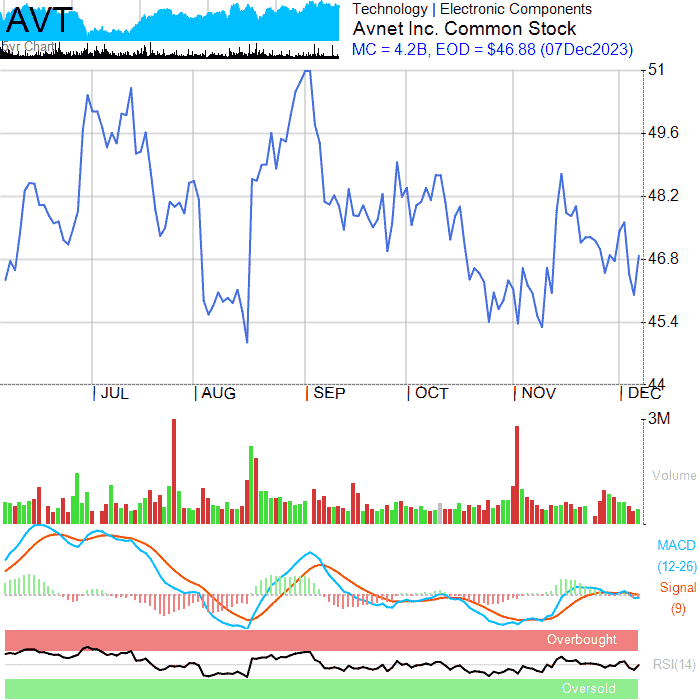 AVT
5yr Chart
Technology | Electronic Components
Avnet Inc. Common Stock
MC = 4.2B, EOD = $46.88 (07Dec2023)
51
49.6
48.2
46.8
45.4
44
JUL AUG SEP OCT NOV DEC
3M
Volume
MACD
(12-26)
Signal
(9)
Overbought
RSI(14)
Oversold